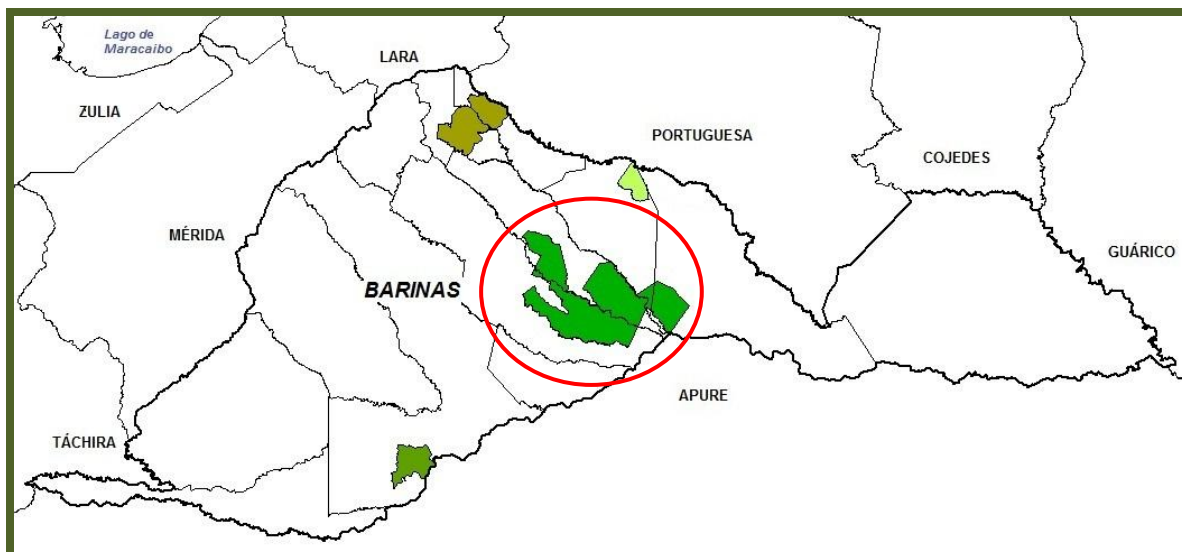 Lago de
Maracaibo
LARA
ZULIA
PORTUGUESA
COJEDES
MÉRIDA
GUÁRICO
BARINAS
APURE
TÁCHIRA